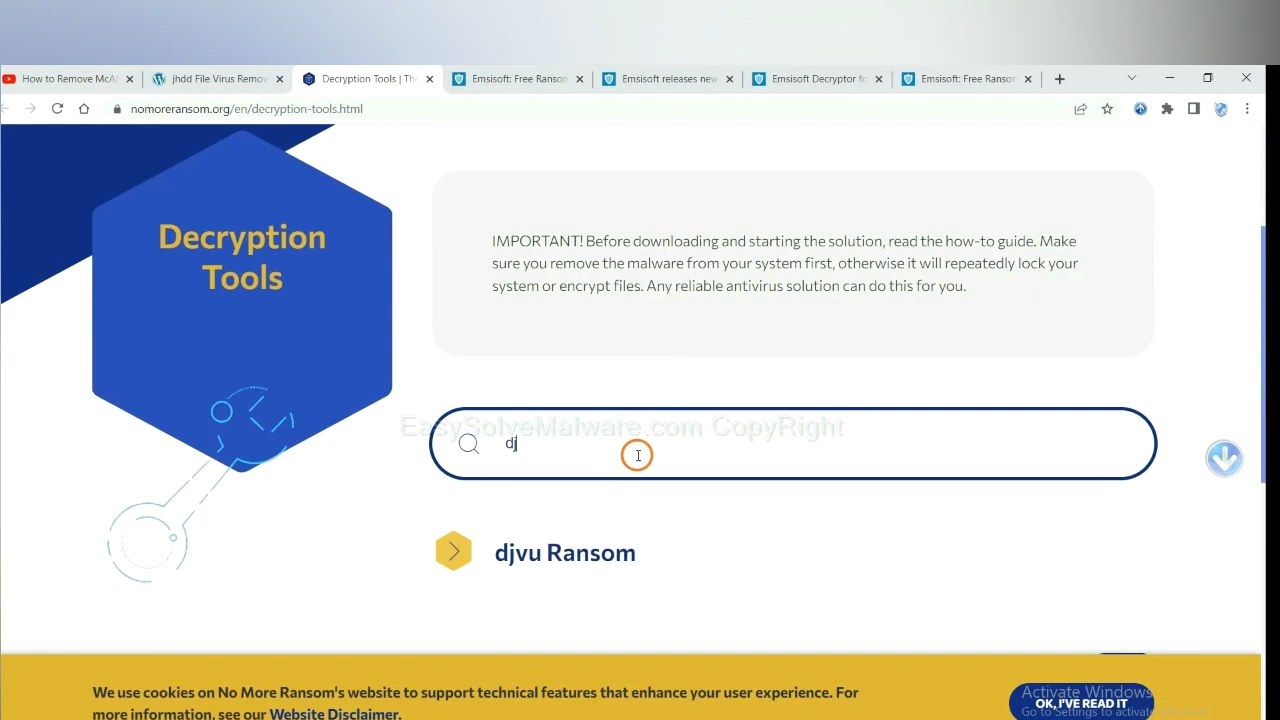 How to Remove McAf
jhdd File Virus Remov
Decryption Tools | The
Emsisoft: Free Ranson
Emsisoft releases new
Emsisoft Decryptor fo
Emsisoft: Free Ransom
nomoreransom.org/en/decryption-tools.html
Decryption
Tools
IMPORTANT! Before downloading and starting the solution, read the how-to guide. Make
sure you remove the malware from your system first, otherwise it will repeatedly lock your
system or encrypt files. Any reliable antivirus solution can do this for you.
EasySolveMalware.com CopyRight
dj
djvu Ransom
We use cookies on No More Ransom's website to support technical features that enhance your user experience. For
more information, see our Website Disclaimer.
OK, I'VE READ IT
Activate Windows
Go to Settings to activate